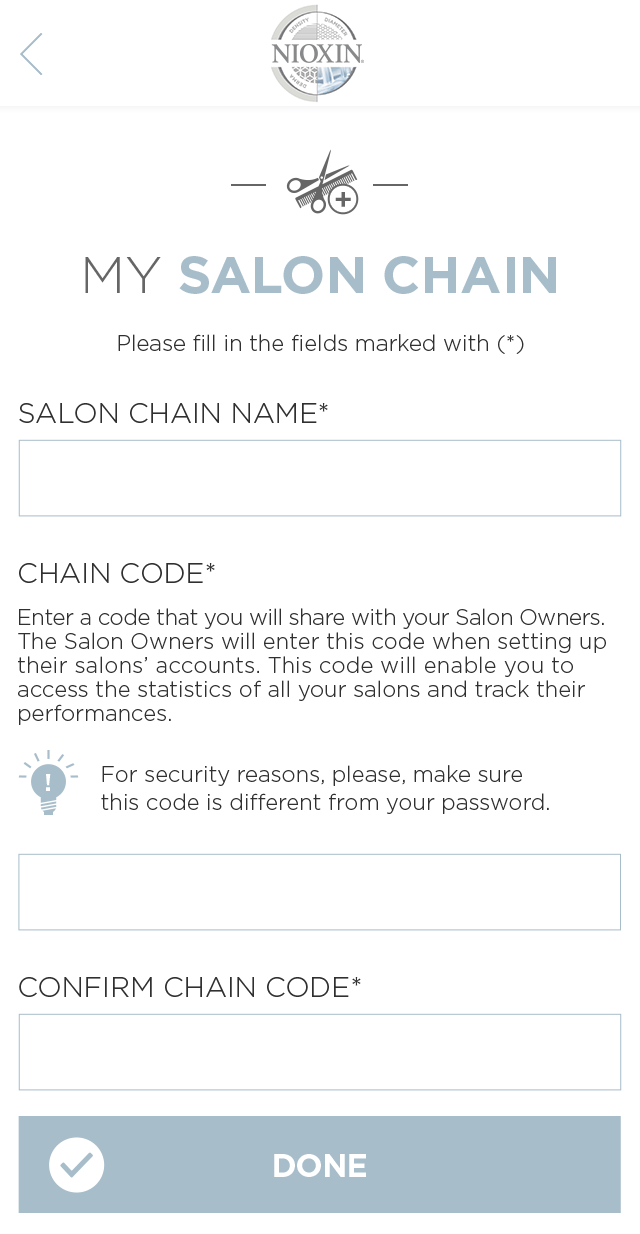 DENSITY DIAMETER
NIOXIN
DERMA
MY SALON CHAIN
Please fill in the fields marked with (*)
SALON CHAIN NAME*
CHAIN CODE*
Enter a code that you will share with your Salon Owners.
The Salon Owners will enter this code when setting up
their salons’ accounts. This code will enable you to
access the statistics of all your salons and track their
performances.
For security reasons, please, make sure
this code is different from your password.
CONFIRM CHAIN CODE*
DONE